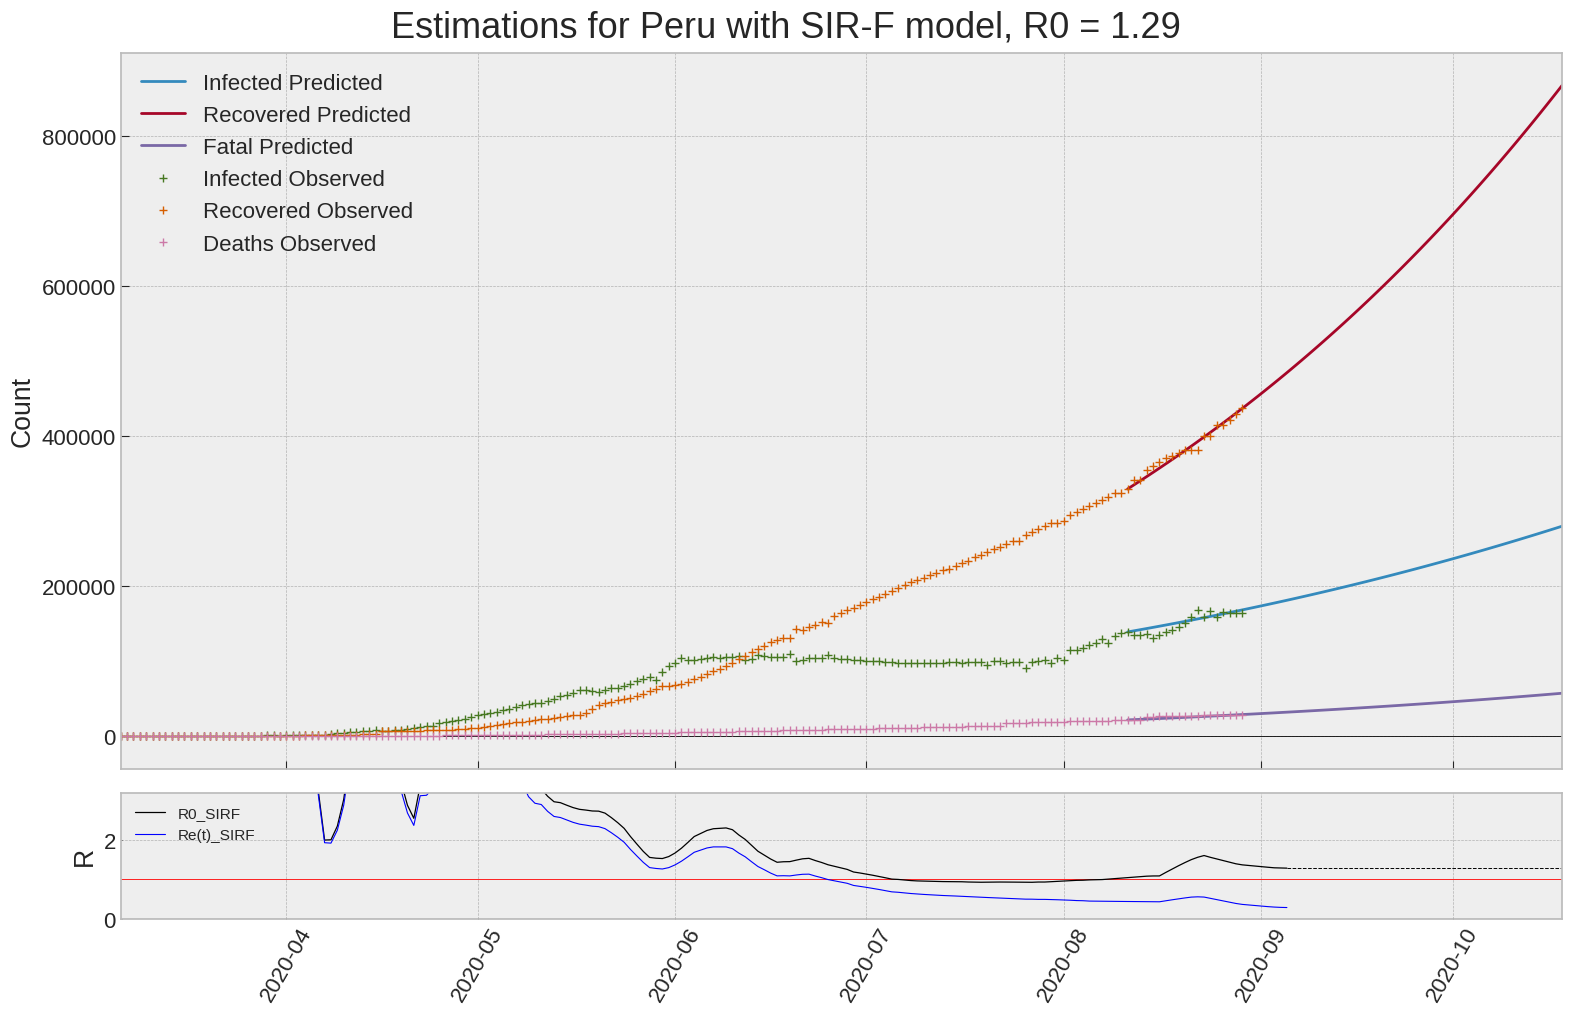 Estimations for Peru with SIR-F model, R0 = 1.29
Infected Predicted
Recovered Predicted
Fatal Predicted
Infected Observed
Recovered Observed
Deaths Observed
Count
800000
600000
400000
200000
0
R0_SIRF
Re(t)_SIRF
R
2
0
2020-04
2020-05
2020-06
2020-07
2020-08
2020-09
2020-10